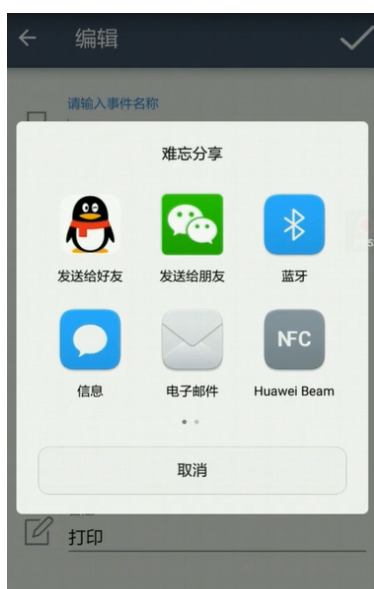 编辑
请输入事件名称
难忘分享
发送给好友
发送给朋友
蓝牙
NFC
信息
电子邮件
Huawei Beam
取消
打印